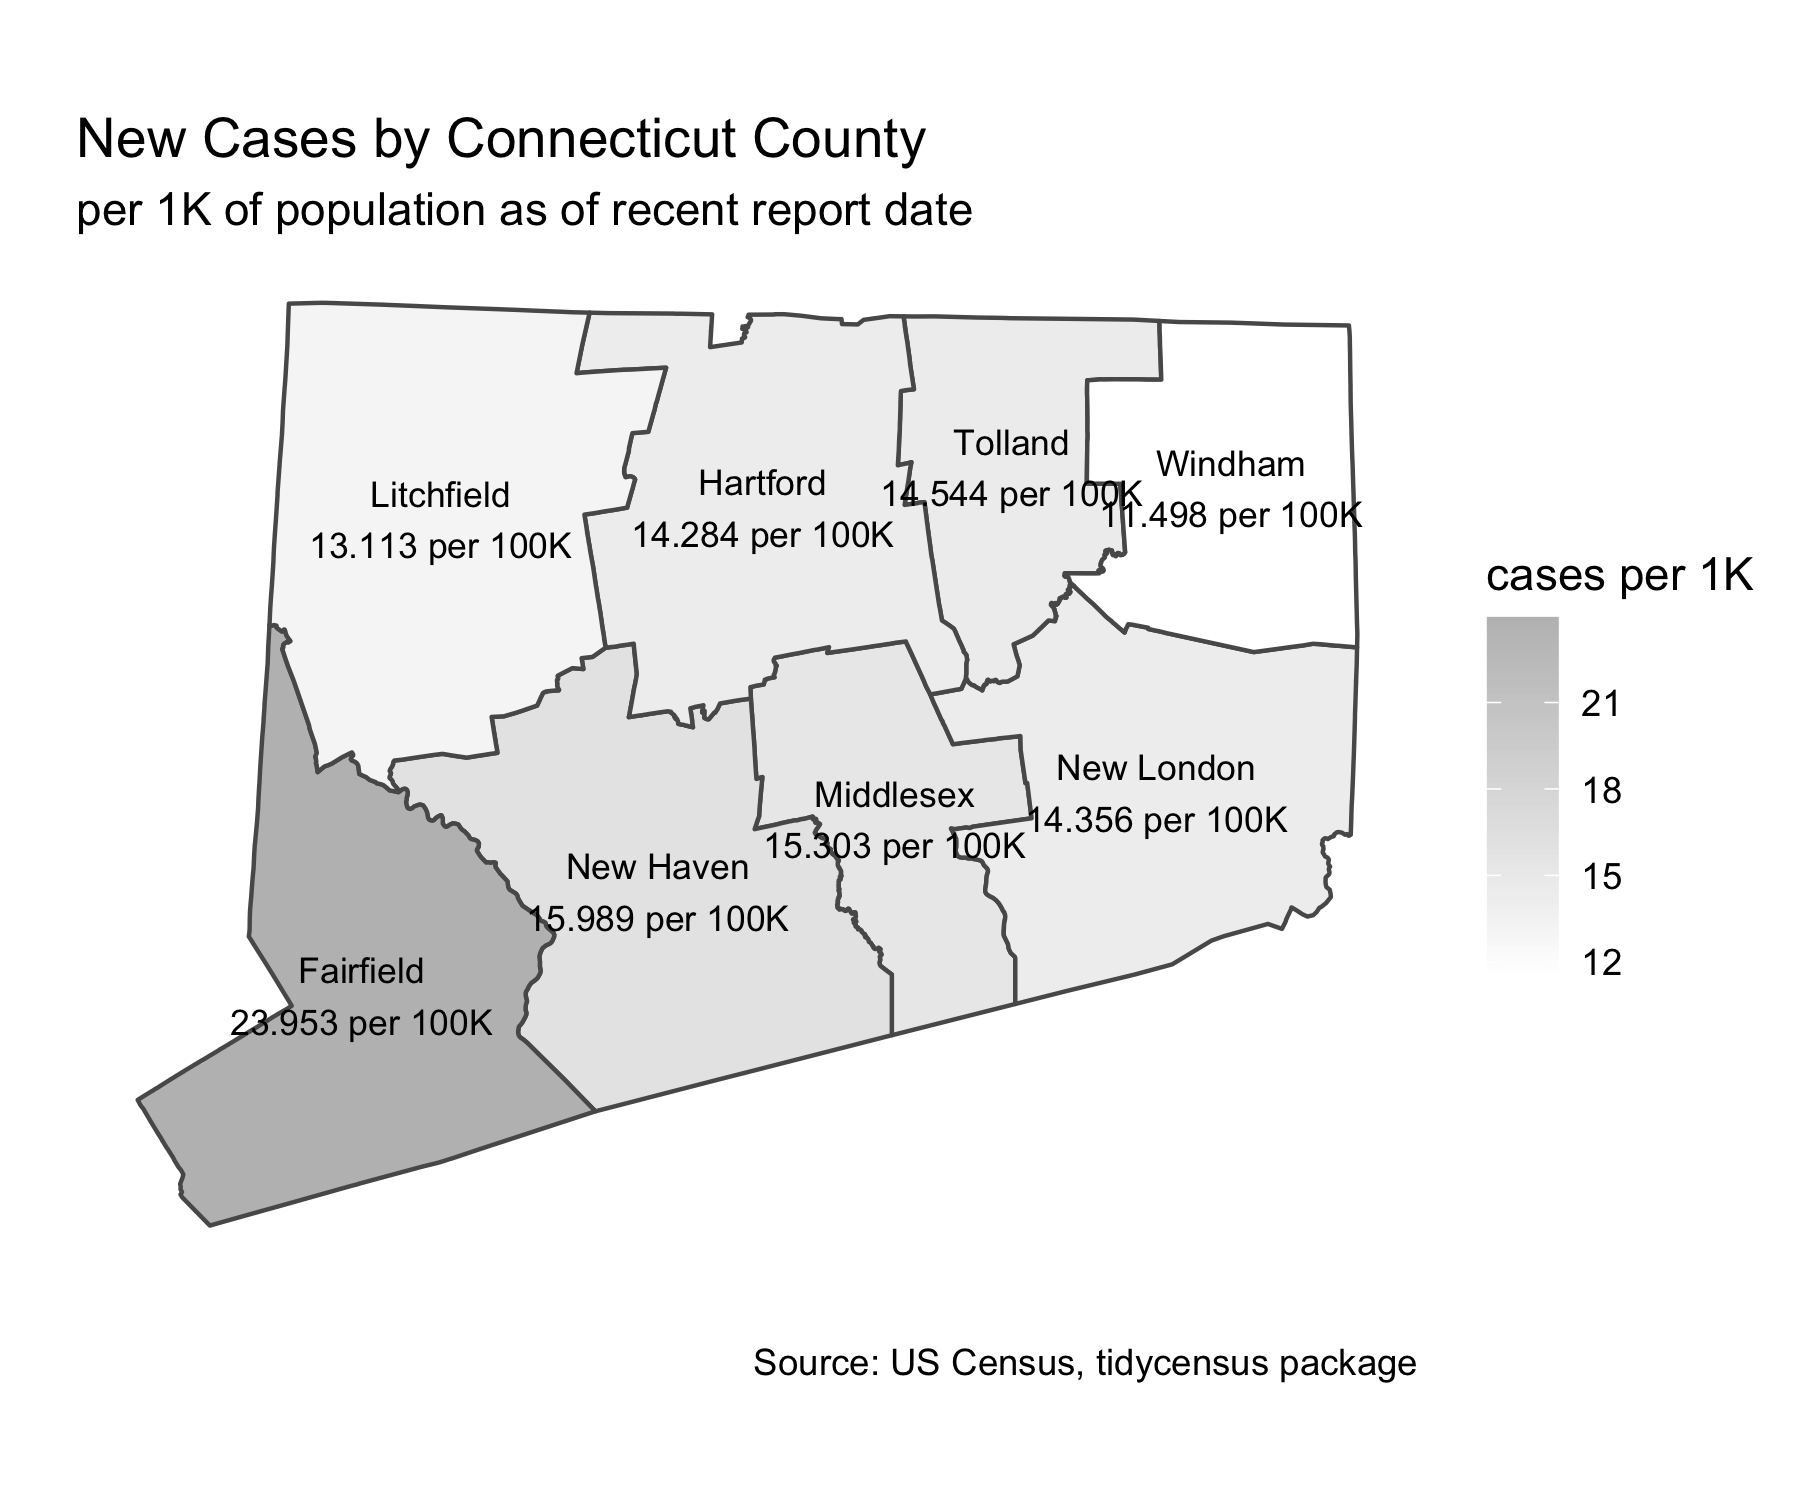 New Cases by Connecticut County
per 1K of population as of recent report date
Litchfield
13.113 per 100K
Hartford
14.284 per 100K
Tolland
14.544 per 100K
Windham
11.498 per 100K
New London
14.356 per 100K
Middlesex
15.303 per 100K
New Haven
15.989 per 100K
Fairfield
23.953 per 100K
cases per 1K
21
18
15
12
Source: US Census, tidycensus package